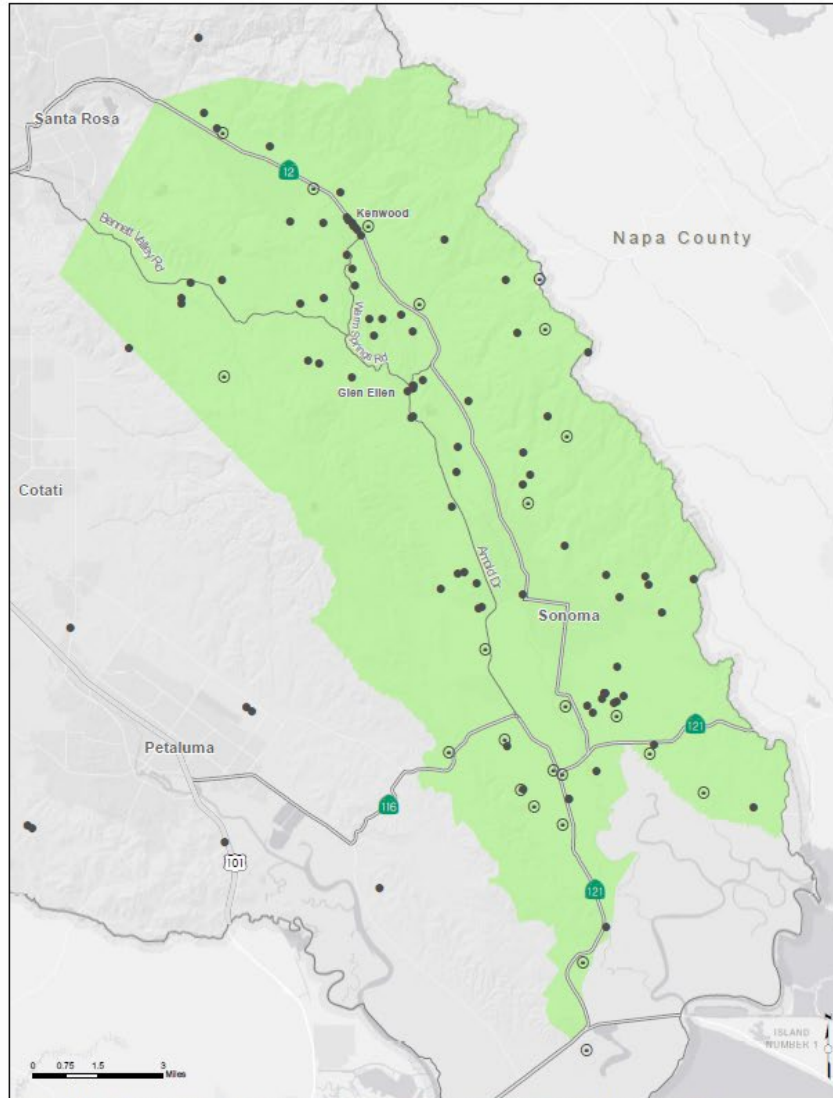 Santa Rosa
12
Kenwood
Bennett Valley Rd
Napa County
Warm Springs Rd
Glen Ellen
Cotati
Arnold Dr
Sonoma
121
Petaluma
116
101
121
ISLAND
NUMBER 1
0 0.75 1.5 3
Miles